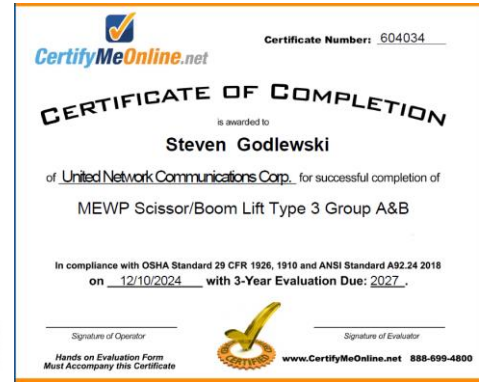 CertifyMeOnline.net
Certificate Number: 604034
CERTIFICATE OF COMPLETION
is awarded to
Steven Godlewski
of United Network Communications Corp. for successful completion of
MEWP Scissor/Boom Lift Type 3 Group A&B
In compliance with OSHA Standard 29 CFR 1926, 1910 and ANSI Standard A92.24 2018
on 12/10/2024 with 3-Year Evaluation Due: 2027.
Signature of Operator
Signature of Evaluator
Hands on Evaluation Form
Must Accompany this Certificate
CERTIFIED
www.CertifyMeOnline.net 888-699-4800